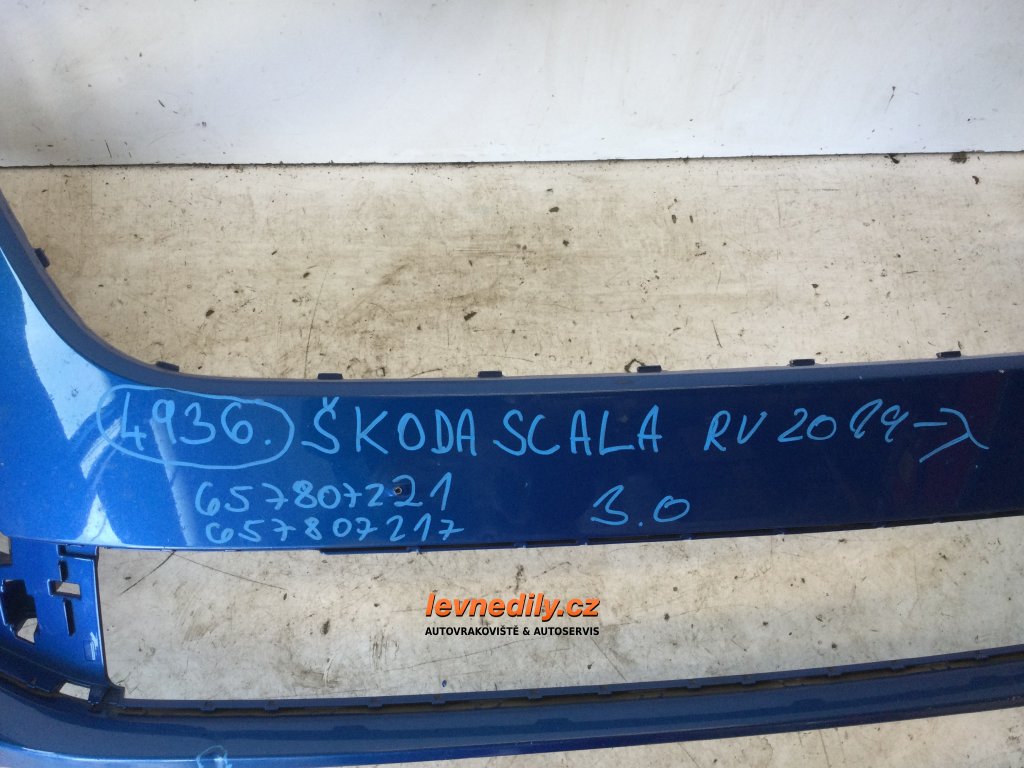 4936. ŠKODA SCALA RV 2019->
657807221 3.0
657807217
levnedily.cz
AUTOVRAKOVIŠTĚ & AUTOSERVIS